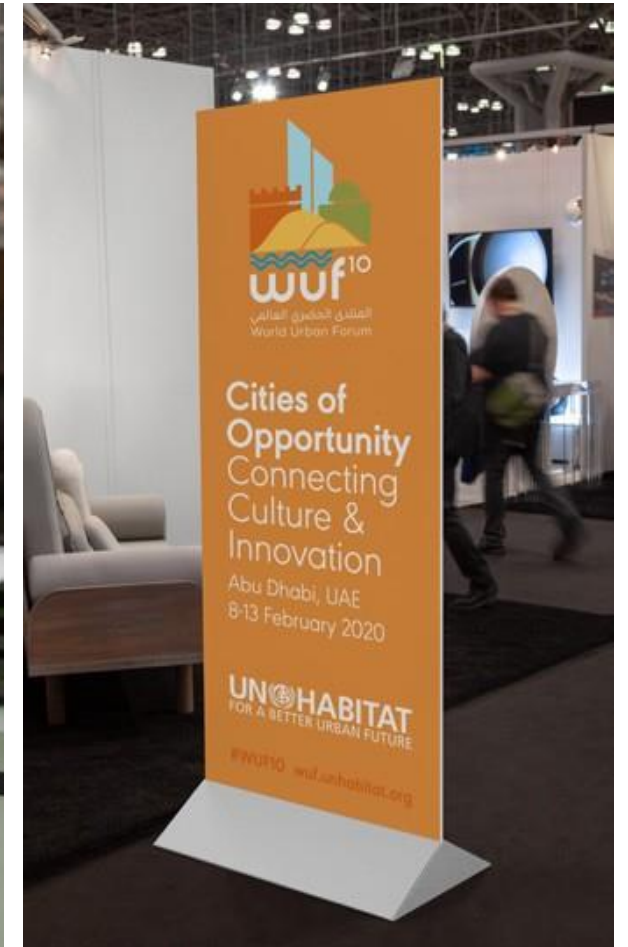 wuf10
المنتدى الحضري العالمي
World Urban Forum
Cities of
Opportunity
Connecting
Culture &
Innovation
Abu Dhabi, UAE
8-13 February 2020
UN HABITAT
FOR A BETTER URBAN FUTURE
#WUF10 wuf.unhabitat.org